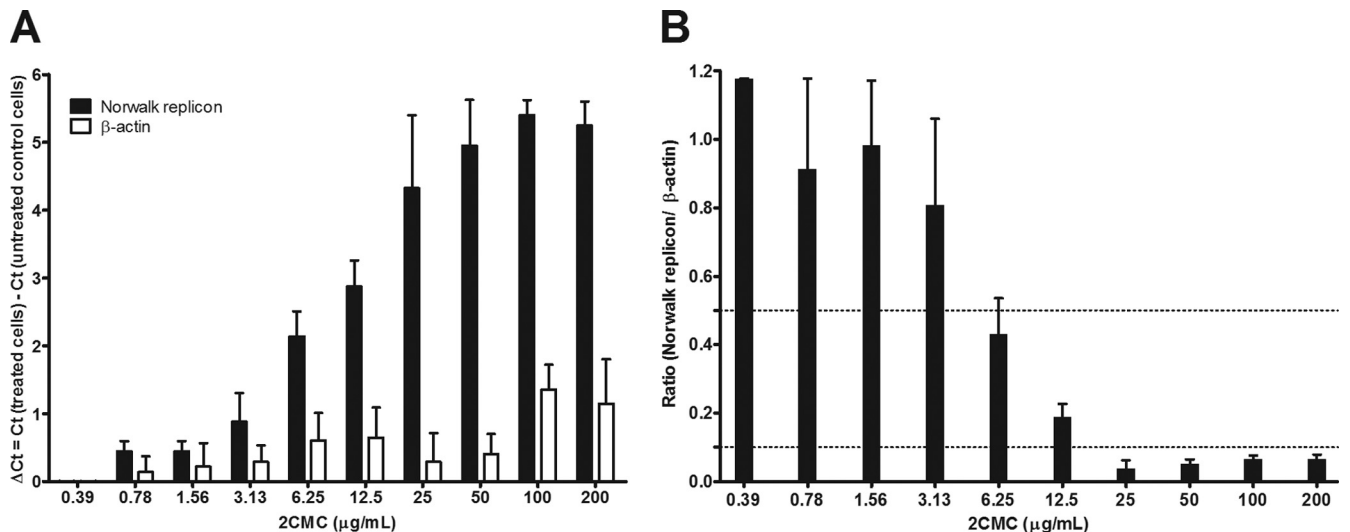 A
ΔCt = Ct (treated cells) - Ct (untreated control cells)
6
5
4
3
2
1
0
Norwalk replicon
β-actin
0.39 0.78 1.56 3.13 6.25 12.5 25 50 100 200
2CMC (μg/mL)
B
Ratio (Norwalk replicon/ β-actin)
1.2
1.0
0.8
0.6
0.4
0.2
0.0
0.39 0.78 1.56 3.13 6.25 12.5 25 50 100 200
2CMC (μg/mL)